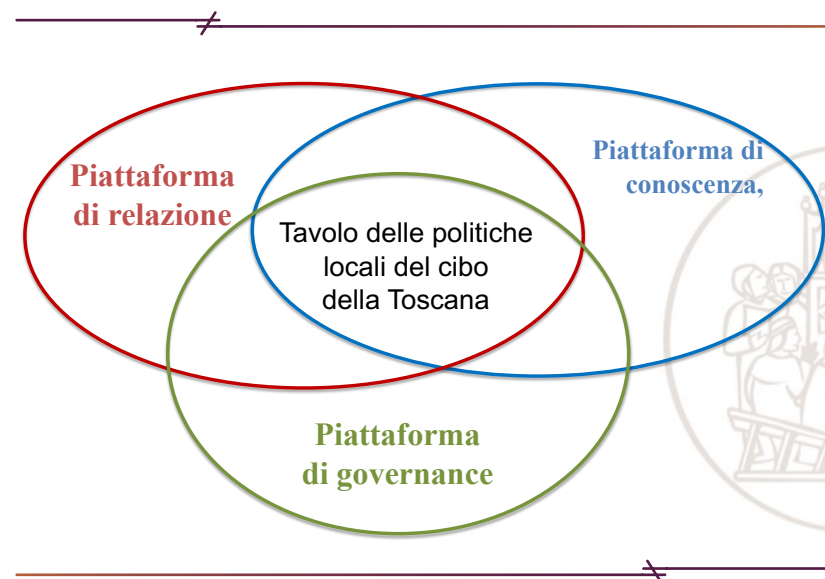 Piattaforma
di relazione
Piattaforma di
conoscenza,
Tavolo delle politiche
locali del cibo
della Toscana
Piattaforma
di governance